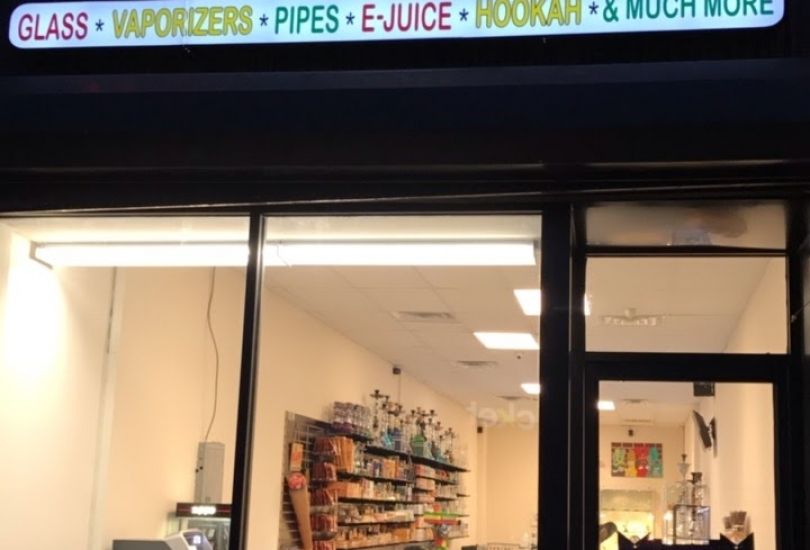 GLASS * VAPORIZERS * PIPES * E-JUICE * HOOKAH * & MUCH MORE